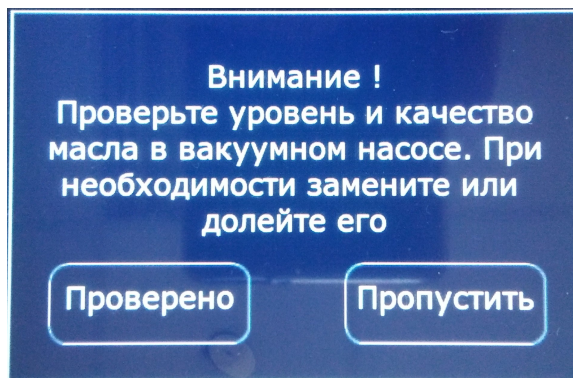 Внимание !
Проверьте уровень и качество
масла в вакуумном насосе. При
необходимости замените или
долейте его
Проверено
Пропустить